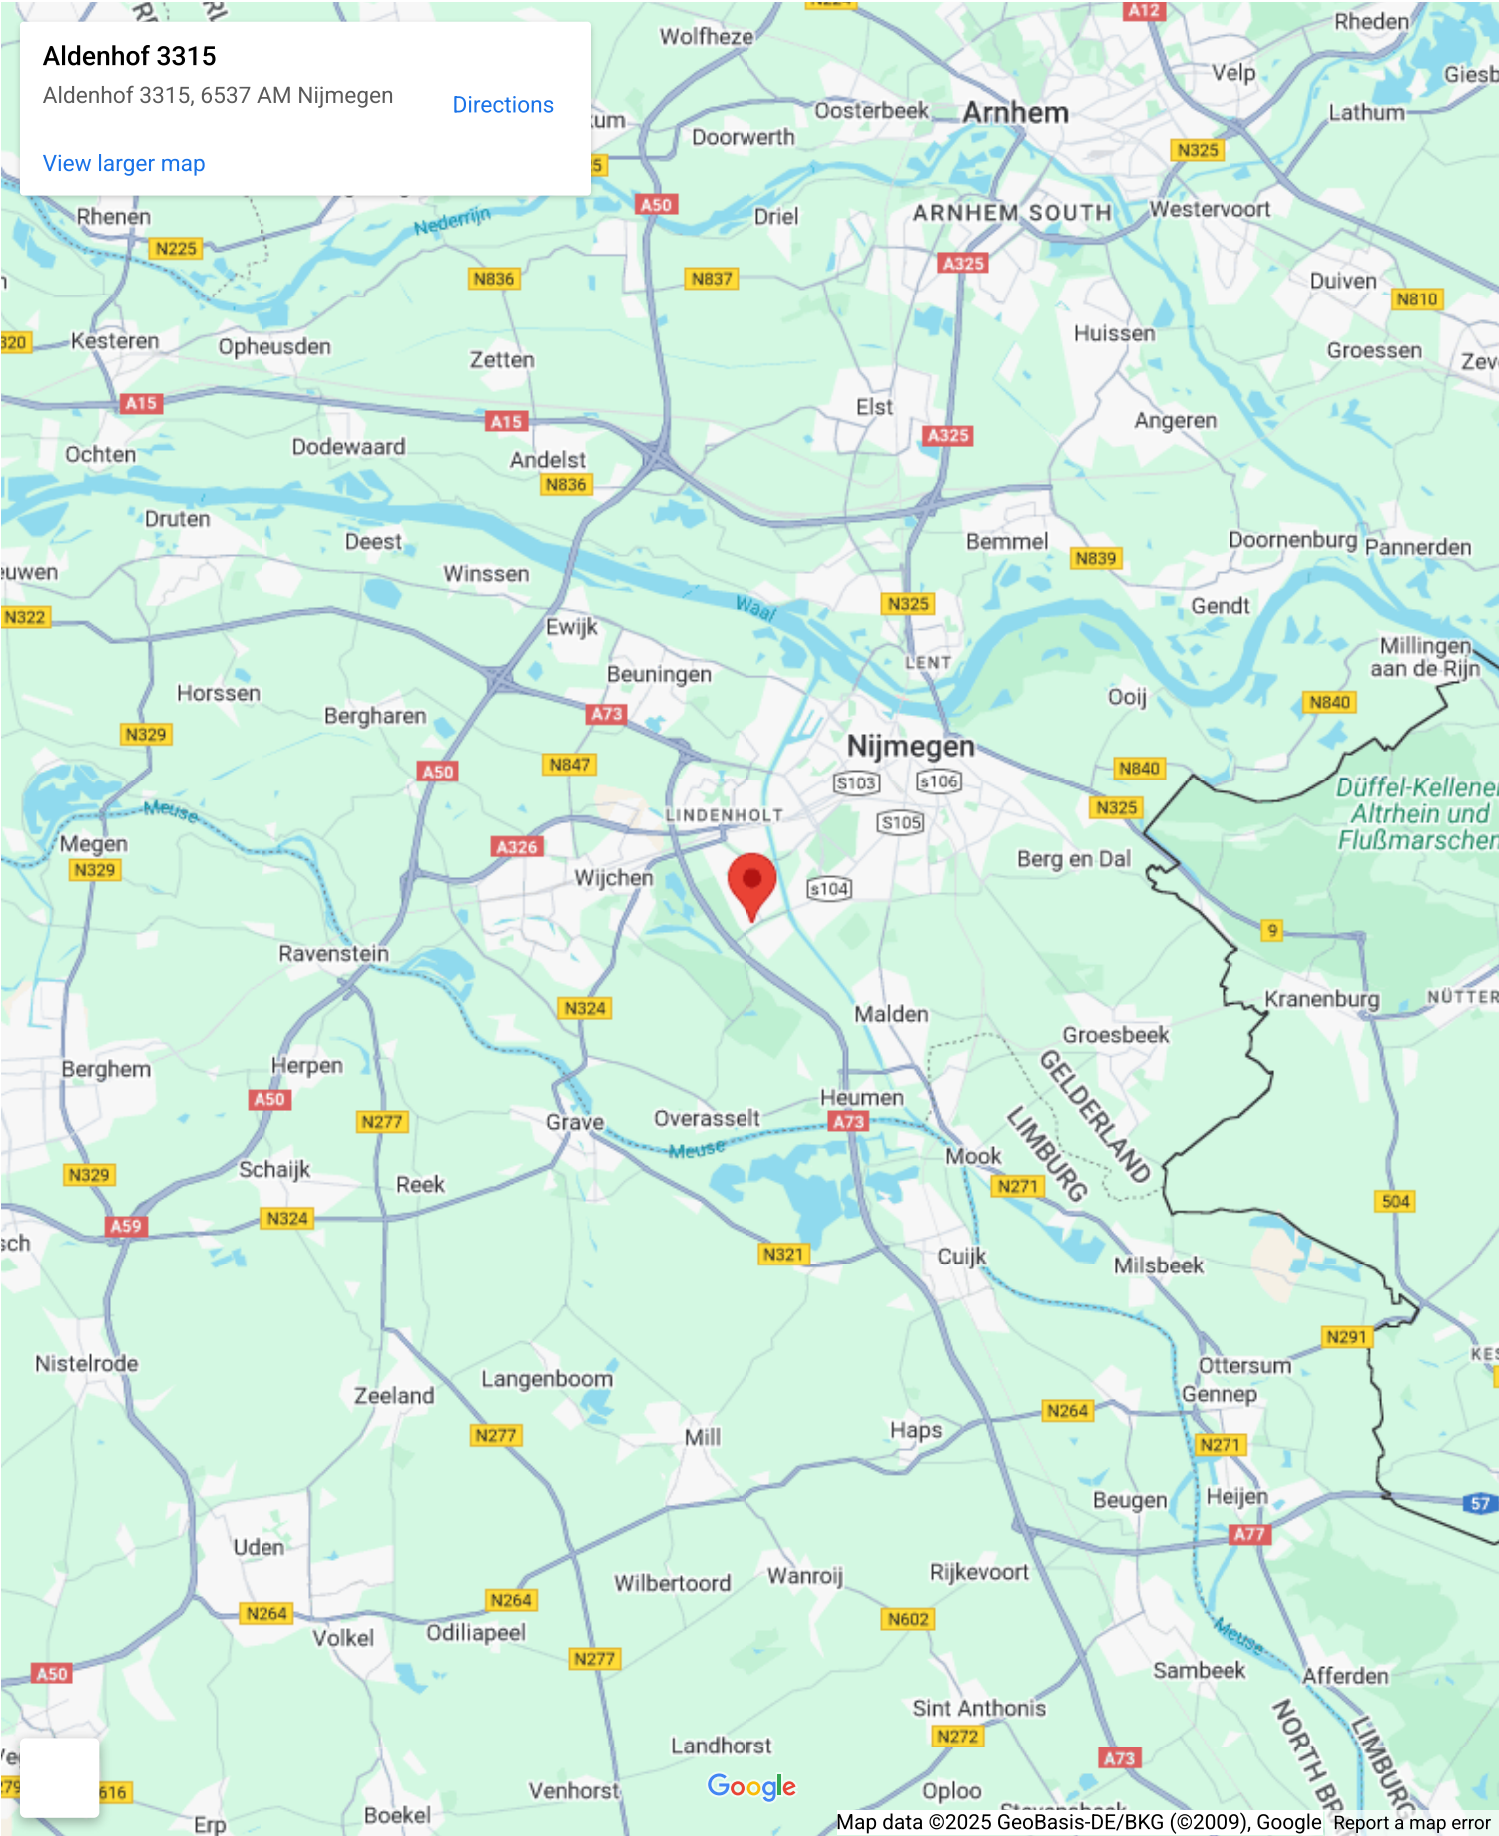 Aldenhof 3315
Aldenhof 3315, 6537 AM Nijmegen
Directions
View larger map
A12
Rheden
Wolfheze
Velp
Oosterbeek
Arnhem
Lathum
Doorwerth
N325
A50
Rhenen
Nederrijn
Driel
ARNHEM SOUTH
Westervoort
N225
A325
N836
N837
Duiven
N810
Kesteren
Opheusden
Zetten
Huissen
Groessen
A15
A15
Elst
A325
Angeren
Ochten
Dodewaard
Andelst
N836
Druten
Deest
Bemmel
N839
Doornenburg
Pannerden
Winssen
N322
Waal
N325
Gendt
Ewijk
LENT
Millingen
aan de Rijn
Beuningen
Horssen
Bergharen
A73
Ooij
N840
N329
Nijmegen
A50
N847
S103
s106
N840
Düffel-Kellener
Altrhein und
Flußmarschen
Meuse
LINDENHOLT
S105
N325
Megen
N329
A326
Wijchen
s104
Berg en Dal
9
Ravenstein
N324
Malden
Kranenburg
Groesbeek
Berghem
Herpen
A50
N277
Grave
Overasselt
Meuse
Heumen
A73
GELDERLAND
LIMBURG
Mook
N271
N329
Schaijk
Reek
N324
A59
504
N321
Cuijk
Milsbeek
N291
Nistelrode
Zeeland
Langenboom
Ottersum
Gennep
N277
Mill
Haps
N264
N271
Beugen
Heijen
57
A77
Uden
N264
Volkel
Odiliapeel
N264
Wilbertoord
Wanroij
Rijkevoort
N602
N277
Meuse
A50
Sambeek
Afferden
Sint Anthonis
N272
NORTH BR
LIMBURG
Landhorst
A73
Venhorst
Google
Oploo
616
Erp
Boekel
Map data ©2025 GeoBasis-DE/BKG (©2009), Google
Report a map error